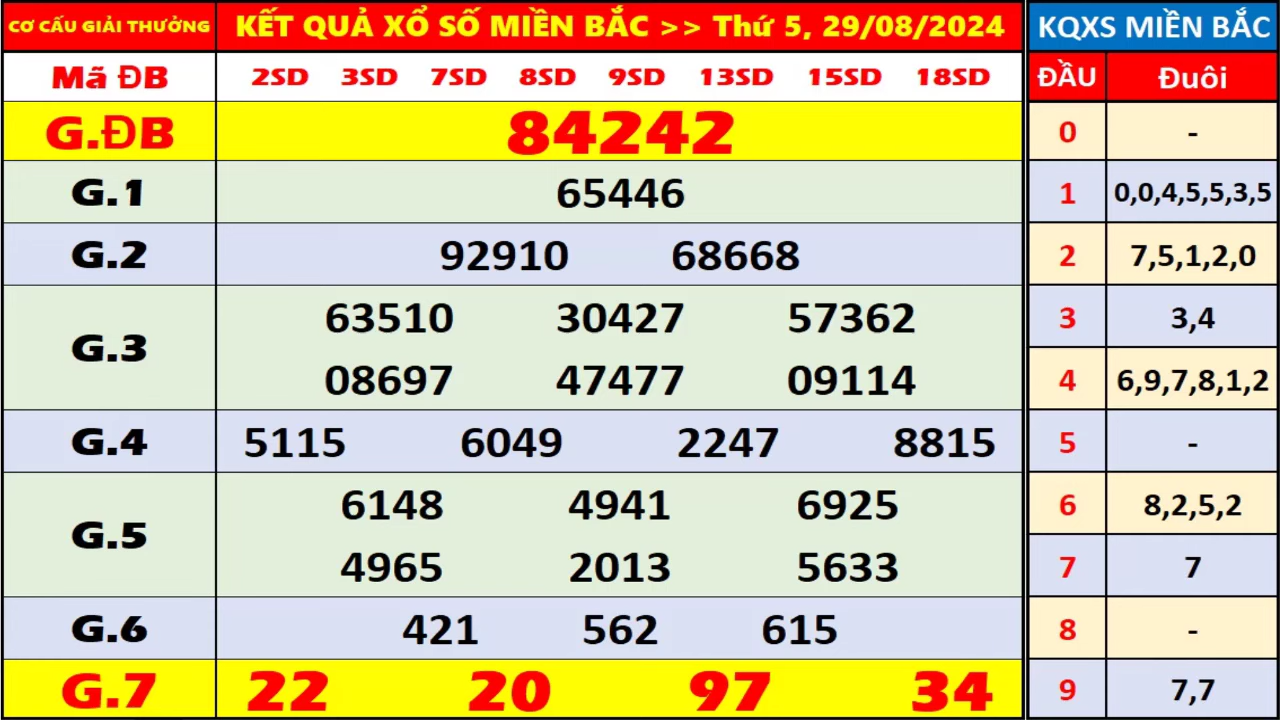 CƠ CẤU GIẢI THƯỞNG KẾT QUẢ XỔ SỐ MIỀN BẮC >> Thứ 5, 29/08/2024 KQXS MIỀN BẮC
Mã ĐB 2SD 3SD 7SD 8SD 9SD 13SD 15SD 18SD ĐẦU Đuôi
G.ĐB 84242 0 -
G.1 65446 1 0,0,4,5,5,3,5
G.2 92910 68668 2 7,5,1,2,0
G.3 63510 30427 57362 3 3,4
08697 47477 09114 4 6,9,7,8,1,2
G.4 5115 6049 2247 8815 5 -
G.5 6148 4941 6925 6 8,2,5,2
4965 2013 5633 7 7
G.6 421 562 615 8 -
G.7 22 20 97 34 9 7,7